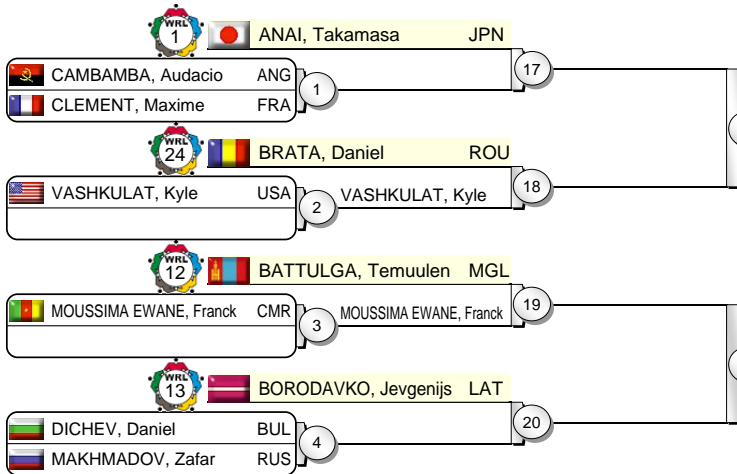 WRL
1
ANAI, Takamasa JPN
17
CAMBAMBA, Audacio ANG
1
CLEMENT, Maxime FRA
WRL
24
BRATA, Daniel ROU
18
VASHKULAT, Kyle USA
2
VASHKULAT, Kyle
WRL
12
BATTULGA, Temuulen MGL
19
MOUSSIMA EWANE, Franck CMR
3
MOUSSIMA EWANE, Franck
WRL
13
BORODAVKO, Jevgenijs LAT
20
DICHEV, Daniel BUL
4
MAKHMADOV, Zafar RUS